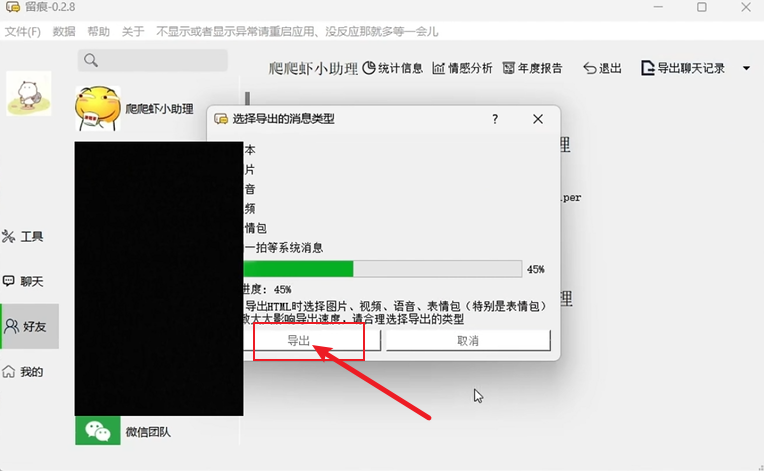 留痕-0.2.8
文件(F) 数据 帮助 关于 不显示或者显示异常请重启应用、没反应那就多等一会儿
爬爬虾小助理 统计信息 情感分析 年度报告 退出 导出聊天记录
爬爬虾小助理
选择导出的消息类型
?
本
理
片
音
per
频
情包
工具
一拍等系统消息
45%
聊天
进度: 45%
导出HTML时选择图片、视频、语音、表情包（特别是表情包）
理
大大影响导出速度，请合理选择导出的类型
好友
导出 取消
我的
微信团队